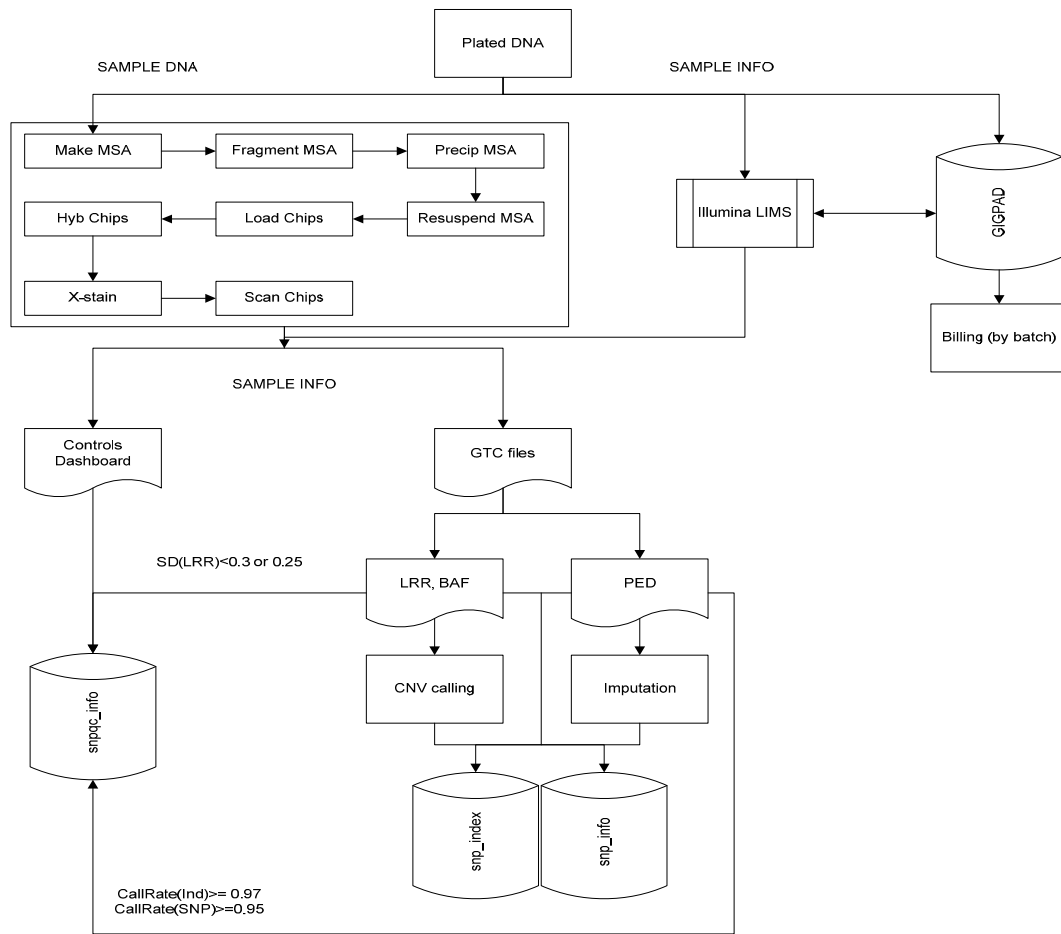 Plated DNA
SAMPLE DNA
SAMPLE INFO
Make MSA
Fragment MSA
Precip MSA
Hyb Chips
Load Chips
Resuspend MSA
X-stain
Scan Chips
Illumina LIMS
GIGPAD
Billing (by batch)
SAMPLE INFO
Controls
Dashboard
GTC files
SD(LRR)<0.3 or 0.25
LRR, BAF
PED
CNV calling
Imputation
snpqc_info
snp_index
snp_info
CallRate(Ind)>= 0.97
CallRate(SNP)>=0.95